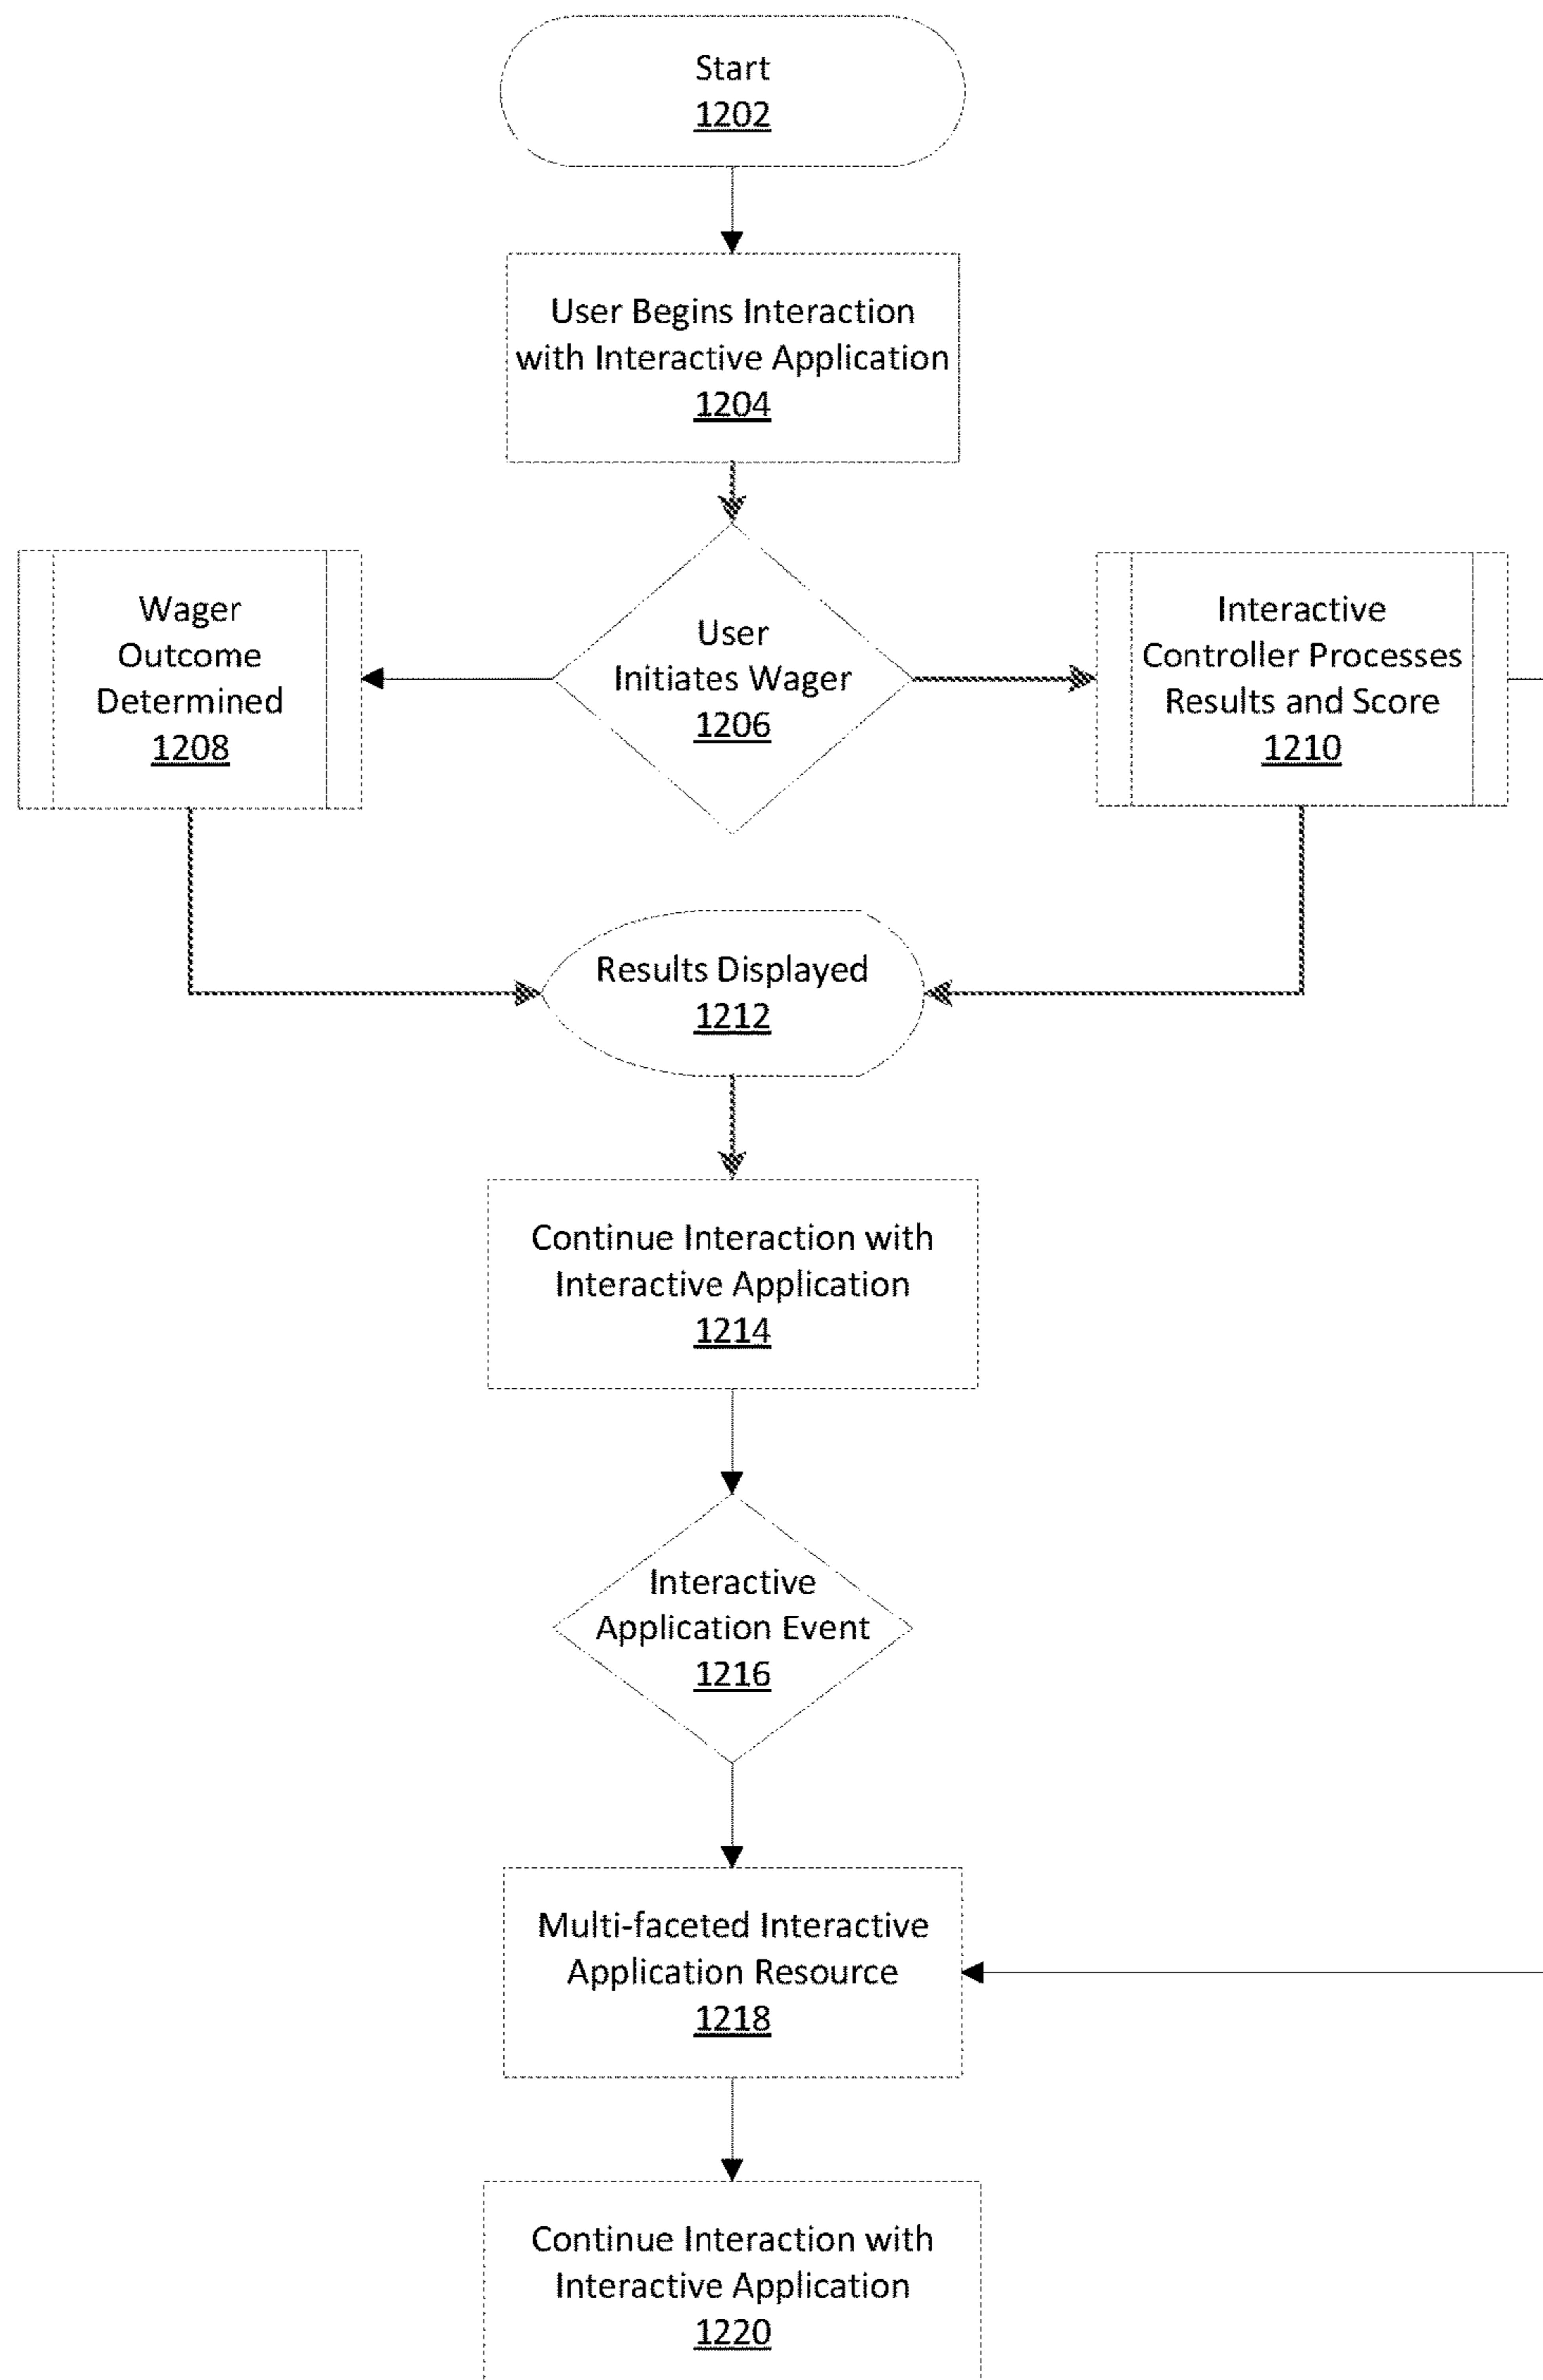 Start
1202
User Begins Interaction
with Interactive Application
1204
Wager
Outcome
Determined
1208
User
Initiates Wager
1206
Interactive
Controller Processes
Results and Score
1210
Results Displayed
1212
Continue Interaction with
Interactive Application
1214
Interactive
Application Event
1216
Multi-faceted Interactive
Application Resource
1218
Continue Interaction with
Interactive Application
1220